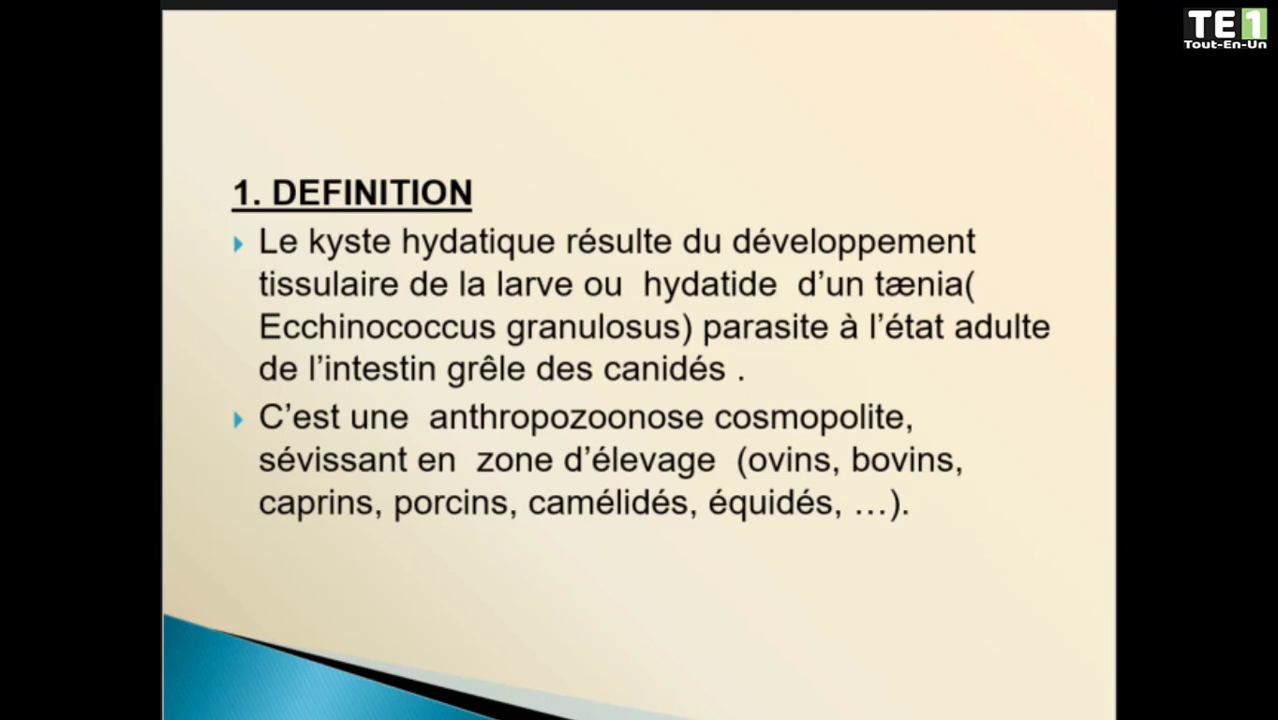 TE1
Tout-En-Un
1. DEFINITION
Le kyste hydatique résulte du développement
tissulaire de la larve ou hydatide d’un tænia(
Ecchinococcus granulosus) parasite à l’état adulte
de l’intestin grêle des canidés .
C’est une anthropozoonose cosmopolite,
sévissant en zone d’élevage (ovins, bovins,
caprins, porcins, camélidés, équidés, …).